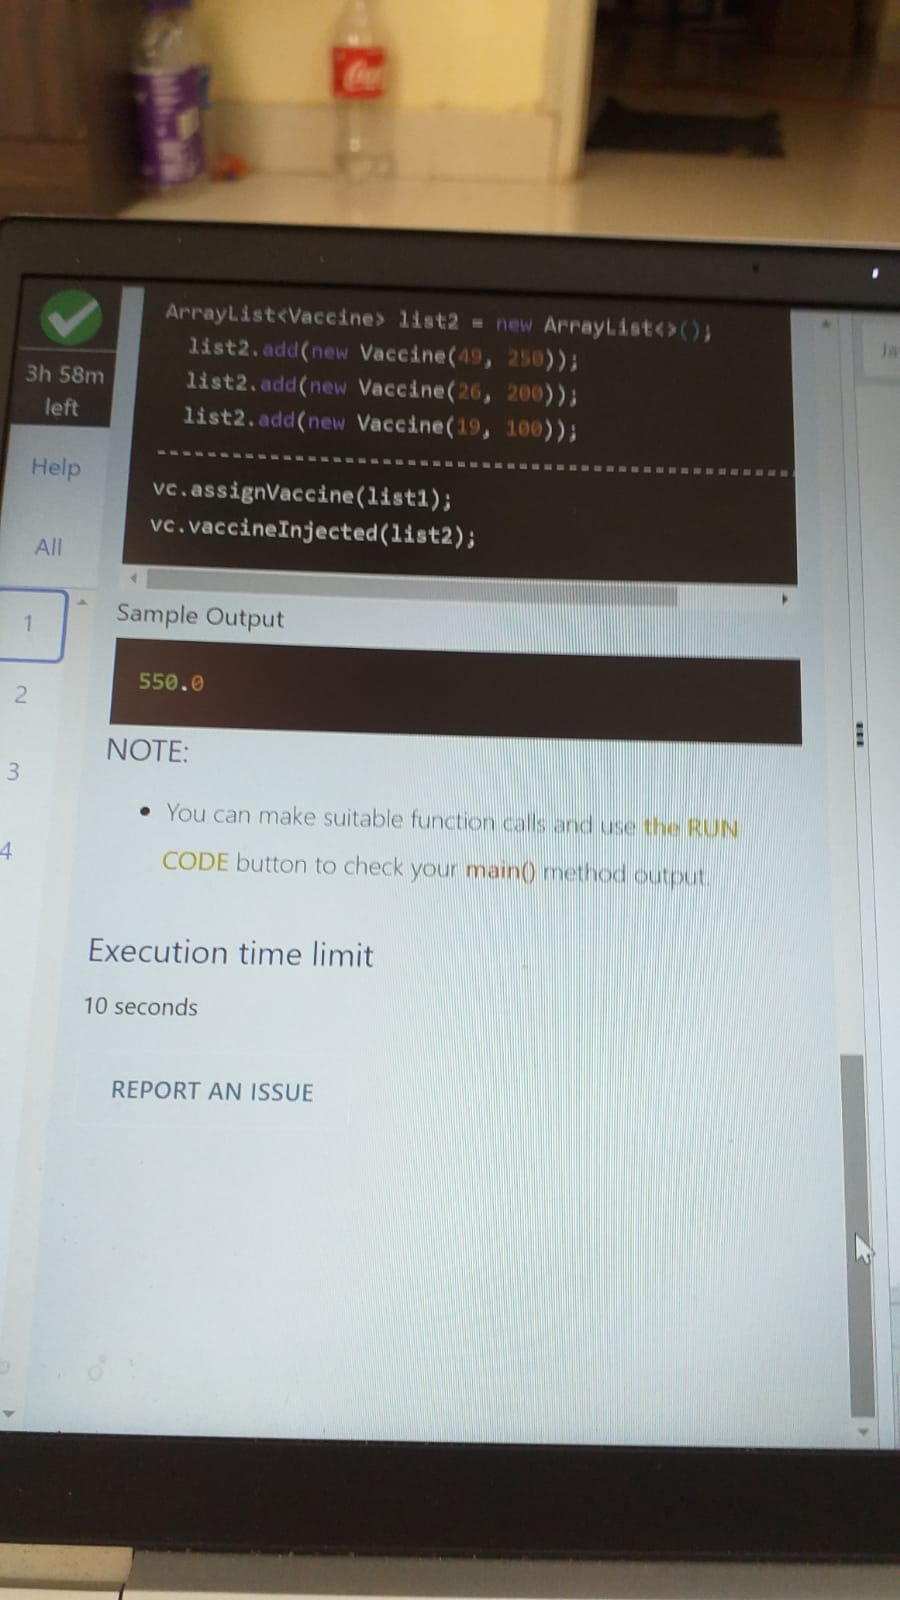 ArrayList<Vaccine> list2 = new ArrayList<>();
list2.add(new Vaccine(49, 250));
list2.add(new Vaccine(26, 200));
list2.add(new Vaccine(19, 100));
vc.assignVaccine(list1);
vc.vaccineInjected(list2);
3h 58m
left
Help
All
1
2
3
4
Sample Output
550.0
NOTE:
• You can make suitable function calls and use the RUN
CODE button to check your main() method output.
Execution time limit
10 seconds
REPORT AN ISSUE